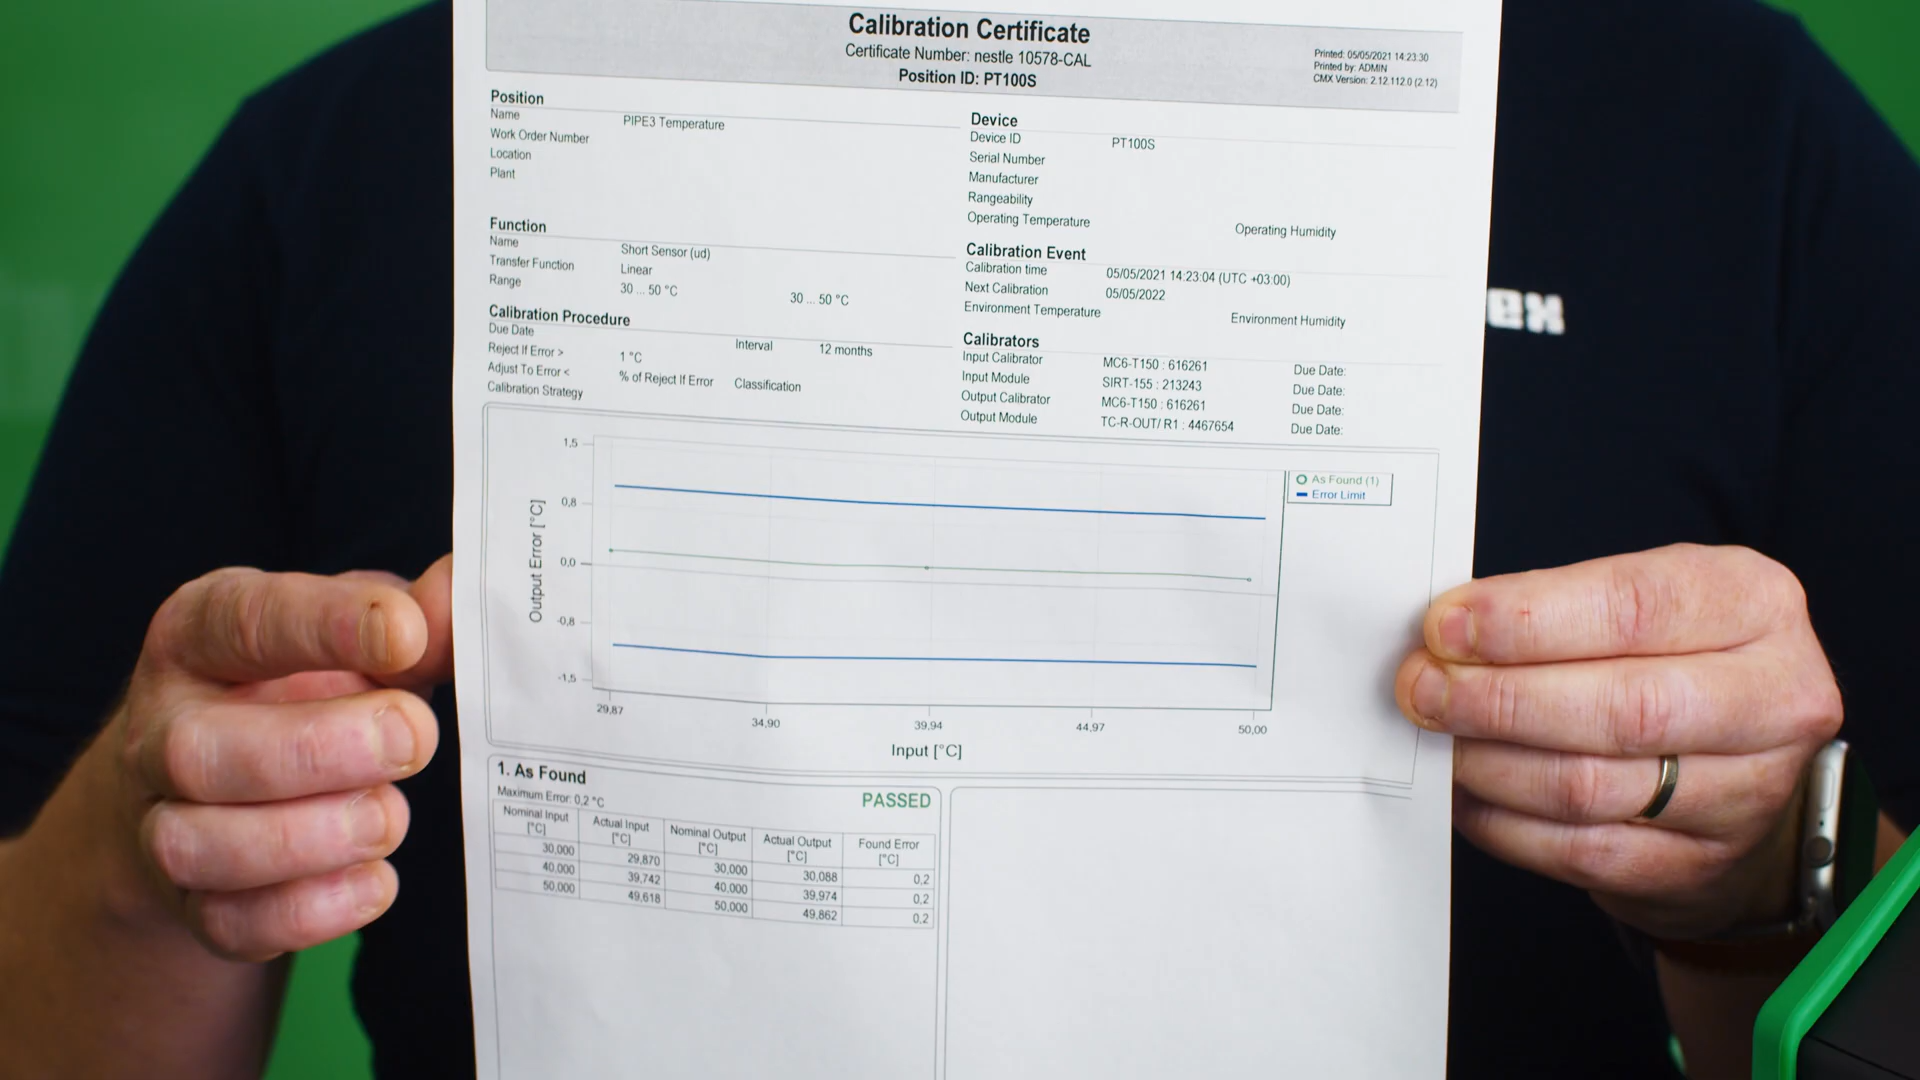 Calibration Certificate
Certificate Number: nestle 10578-CAL
Position ID: PT100S
Printed: 05/05/2021 14:23:30
Printed by: ADMIN
CMX Version: 2.12.112.0 (2.12)
Position
Name PIPE3 Temperature
Work Order Number
Location
Plant
Device
Device ID PT100S
Serial Number
Manufacturer
Rangeability
Operating Temperature Operating Humidity
Function
Name Short Sensor (ud)
Transfer Function Linear
Range 30 ... 50 °C 30 ... 50 °C
Calibration Event
Calibration time 05/05/2021 14:23:04 (UTC +03:00)
Next Calibration 05/05/2022
Environment Temperature Environment Humidity
Calibration Procedure
Due Date Interval 12 months
Reject If Error > 1 °C
Adjust To Error < % of Reject If Error Classification
Calibration Strategy
Calibrators
Input Calibrator MC6-T150 : 616261 Due Date:
Input Module SIRT-155 : 213243 Due Date:
Output Calibrator MC6-T150 : 616261 Due Date:
Output Module TC-R-OUT/ R1 : 4467654 Due Date:
Output Error [°C]
1,5
0,8
0,0
-0,8
-1,5
29,87 34,90 39,94 44,97 50,00
Input [°C]
As Found (1)
Error Limit
1. As Found
Maximum Error: 0,2 °C PASSED
Nominal Input [°C] Actual Input [°C] Nominal Output [°C] Actual Output [°C] Found Error [°C]
30,000 29,870 30,000 30,088 0,2
40,000 39,742 40,000 39,974 0,2
50,000 49,618 50,000 49,862 0,2
ex